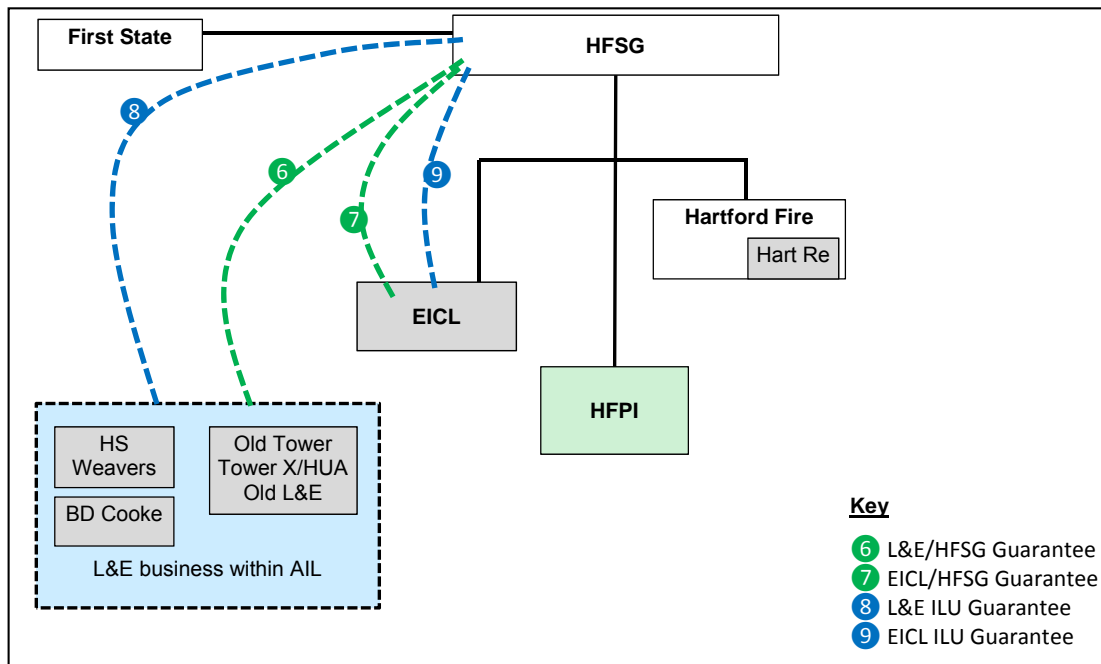 First State
HFSG
8
6
9
7
Hartford Fire
Hart Re
EICL
HFPI
HS
Weavers
BD Cooke
Old Tower
Tower X/HUA
Old L&E
L&E business within AIL
Key
6 L&E/HFSG Guarantee
7 EICL/HFSG Guarantee
8 L&E ILU Guarantee
9 EICL ILU Guarantee